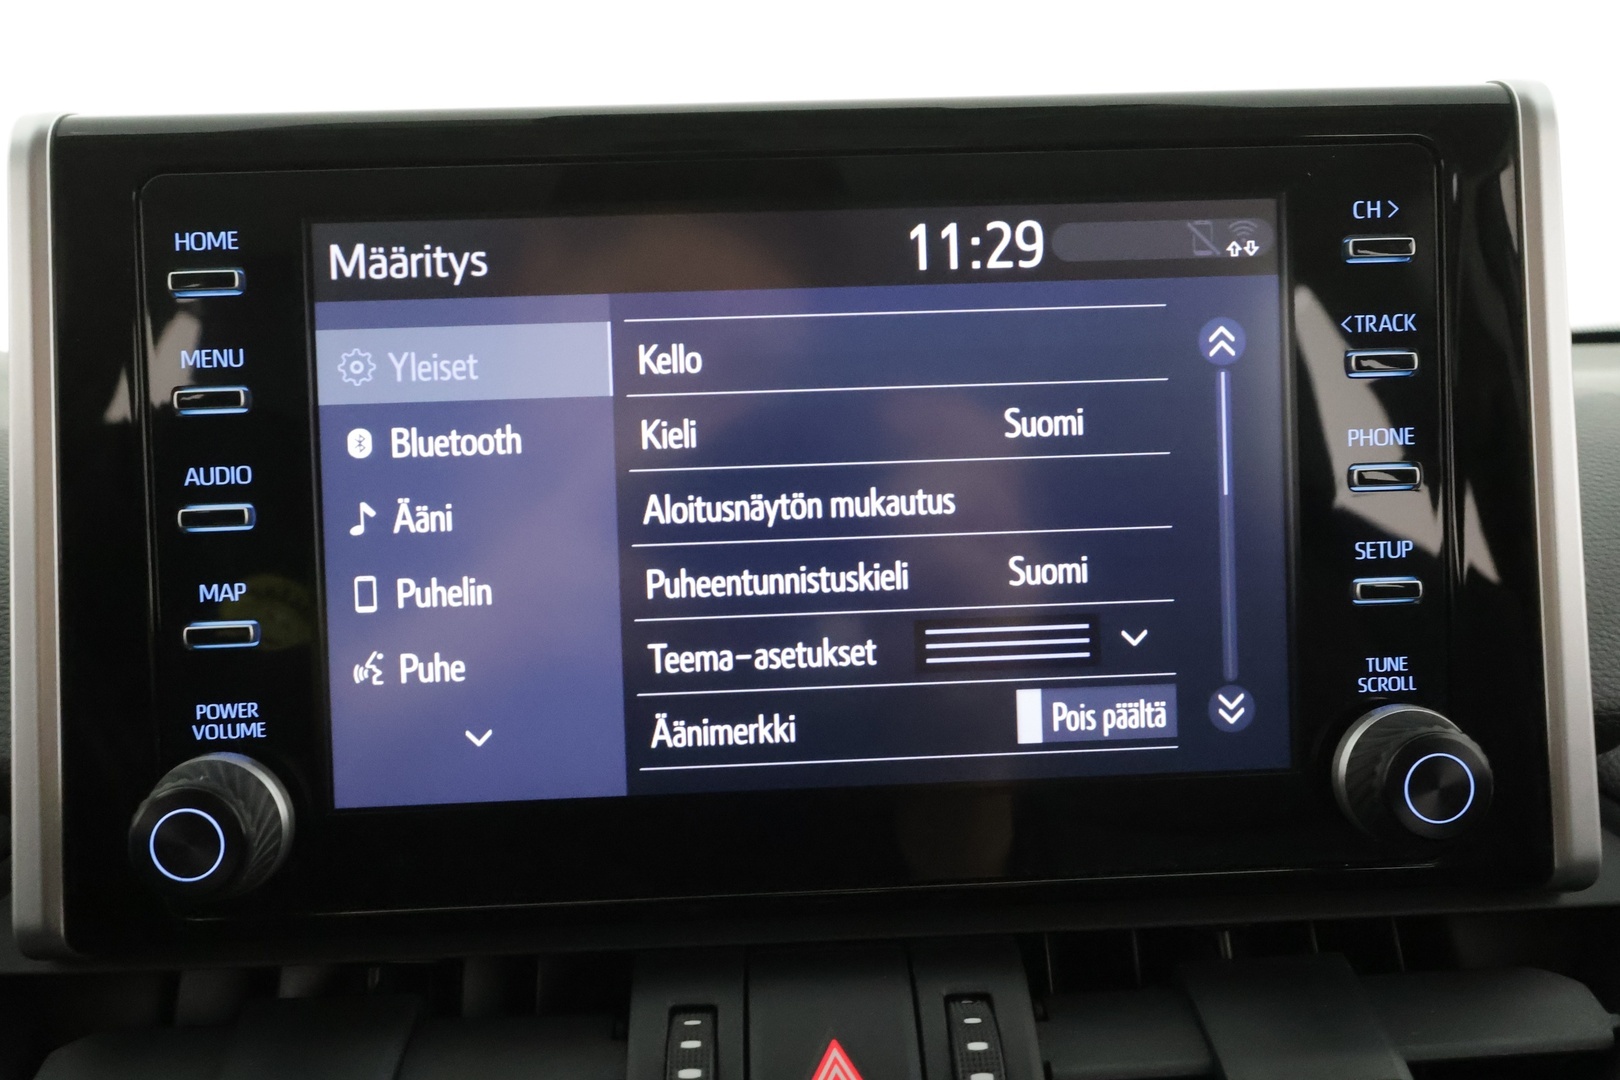 HOME
MENU
AUDIO
MAP
POWER
VOLUME
Määritys
11:29
Yleiset
Bluetooth
Ääni
Puhelin
Puhe
Kello
Kieli Suomi
Aloitusnäytön mukautus
Puheentunnistuskieli Suomi
Teema-asetukset
Äänimerkki Pois päältä
CH >
<TRACK
PHONE
SETUP
TUNE
SCROLL